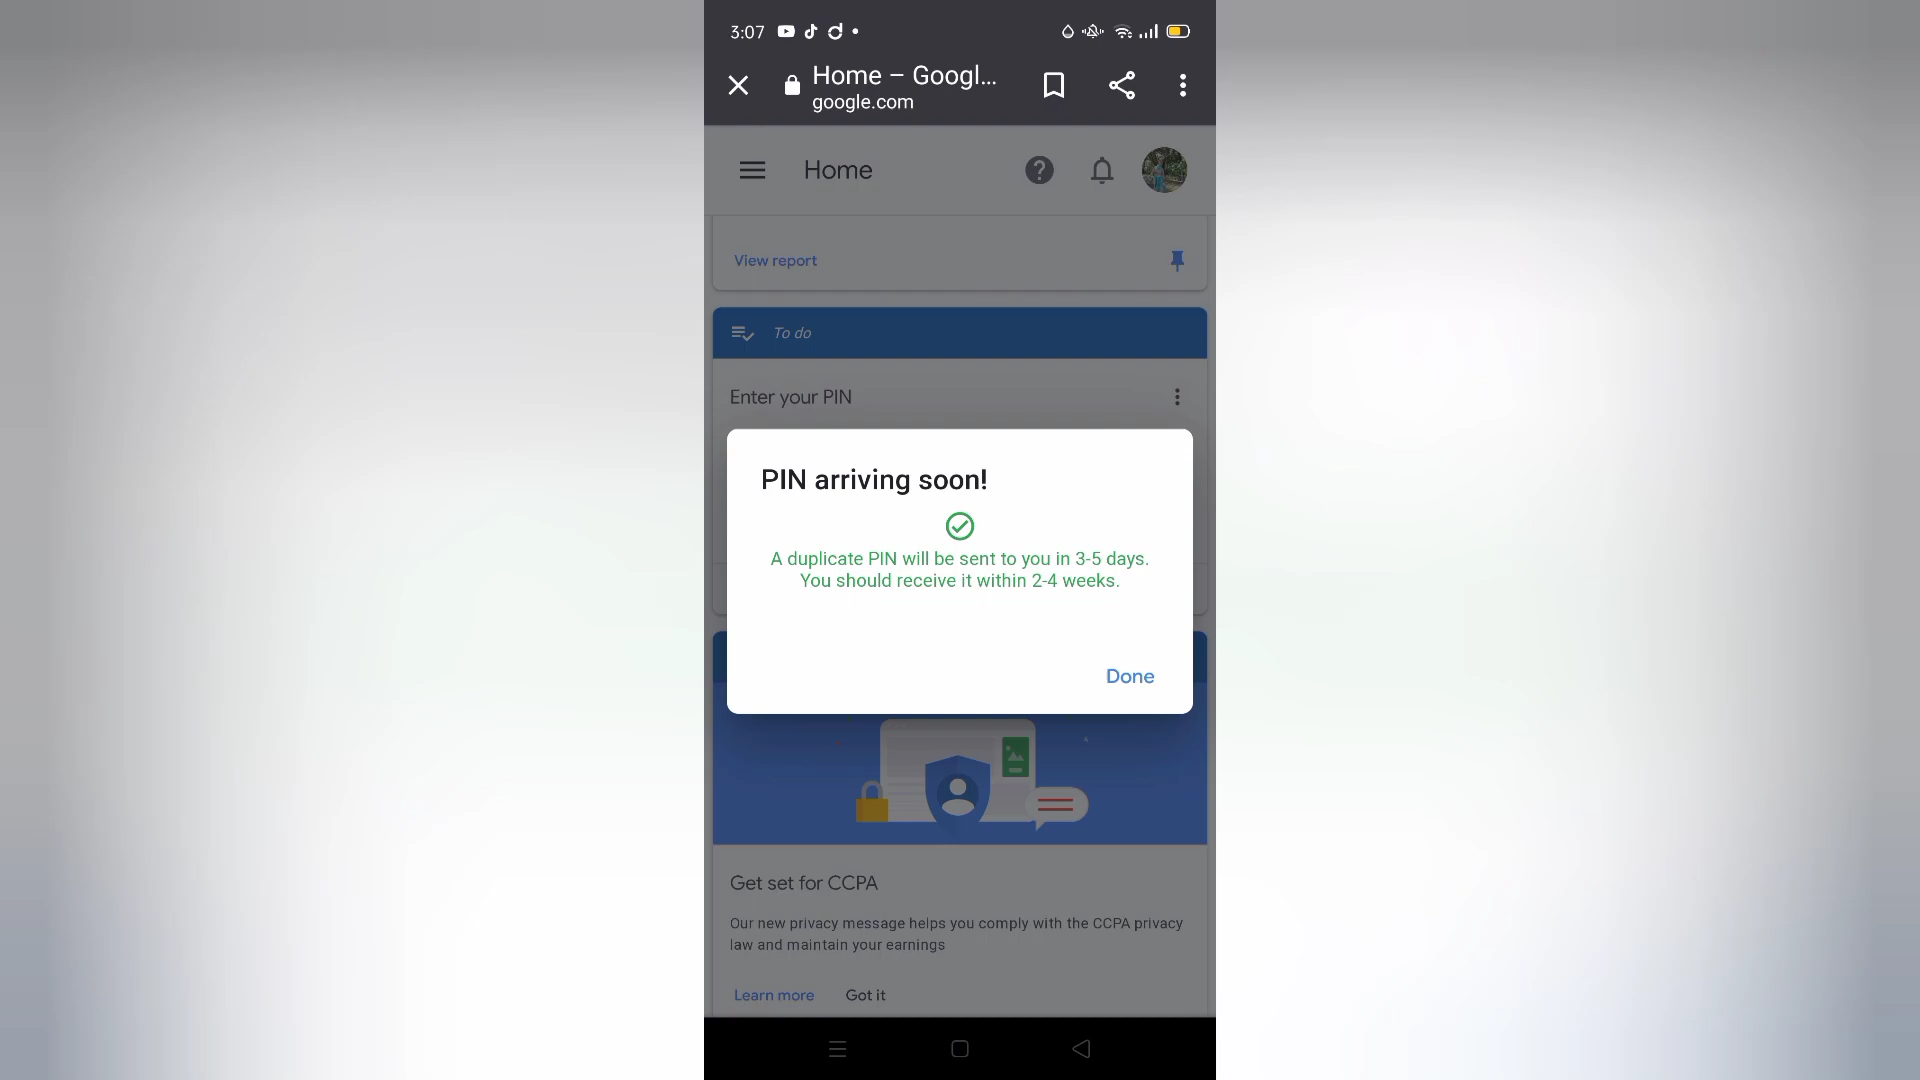 3:07
Home – Googl...
google.com
Home
View report
To do
Enter your PIN
PIN arriving soon!
A duplicate PIN will be sent to you in 3-5 days.
You should receive it within 2-4 weeks.
Done
Get set for CCPA
Our new privacy message helps you comply with the CCPA privacy
law and maintain your earnings
Learn more Got it